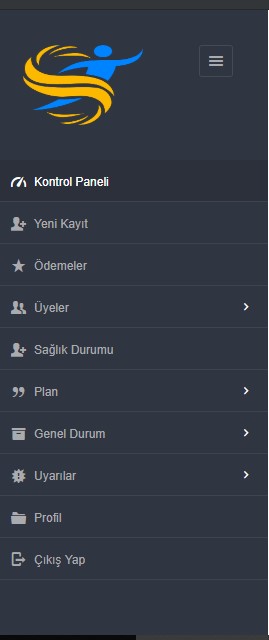 Kontrol Paneli
Yeni Kayıt
Ödemeler
Üyeler
Sağlık Durumu
Plan
Genel Durum
Uyarılar
Profil
Çıkış Yap